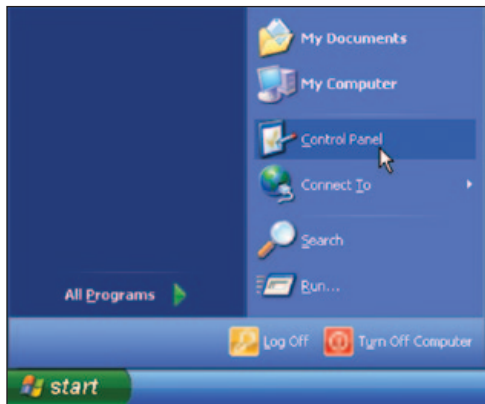 My Documents
My Computer
Control Panel
Connect To
Search
Run...
All Programs
Log Off
Turn Off Computer
start